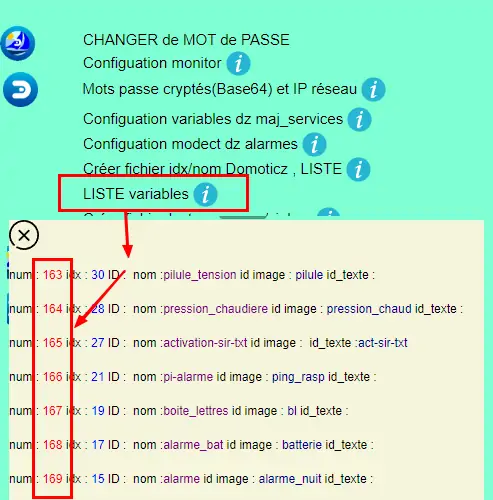 CHANGER de MOT de PASSE
Configuation monitor i
Mots passe cryptés(Base64) et IP réseau i
Configuation variables dz maj_services i
Configuation modect dz alarmes i
Créer fichier idx/nom Domoticz , LISTE i
LISTE variables i
num : 163 idx : 30 ID : nom :pilule_tension id image : pilule id_texte :
num : 164 idx : 28 ID : nom :pression_chaudiere id image : pression_chaud id_texte :
num : 165 idx : 27 ID : nom :activation-sir-txt id image : id_texte :act-sir-txt
num : 166 idx : 21 ID : nom :pi-alarme id image : ping_rasp id_texte :
num : 167 idx : 19 ID : nom :boite_lettres id image : bl id_texte :
num : 168 idx : 17 ID : nom :alarme_bat id image : batterie id_texte :
num : 169 idx : 15 ID : nom :alarme id image : alarme_nuit id_texte :